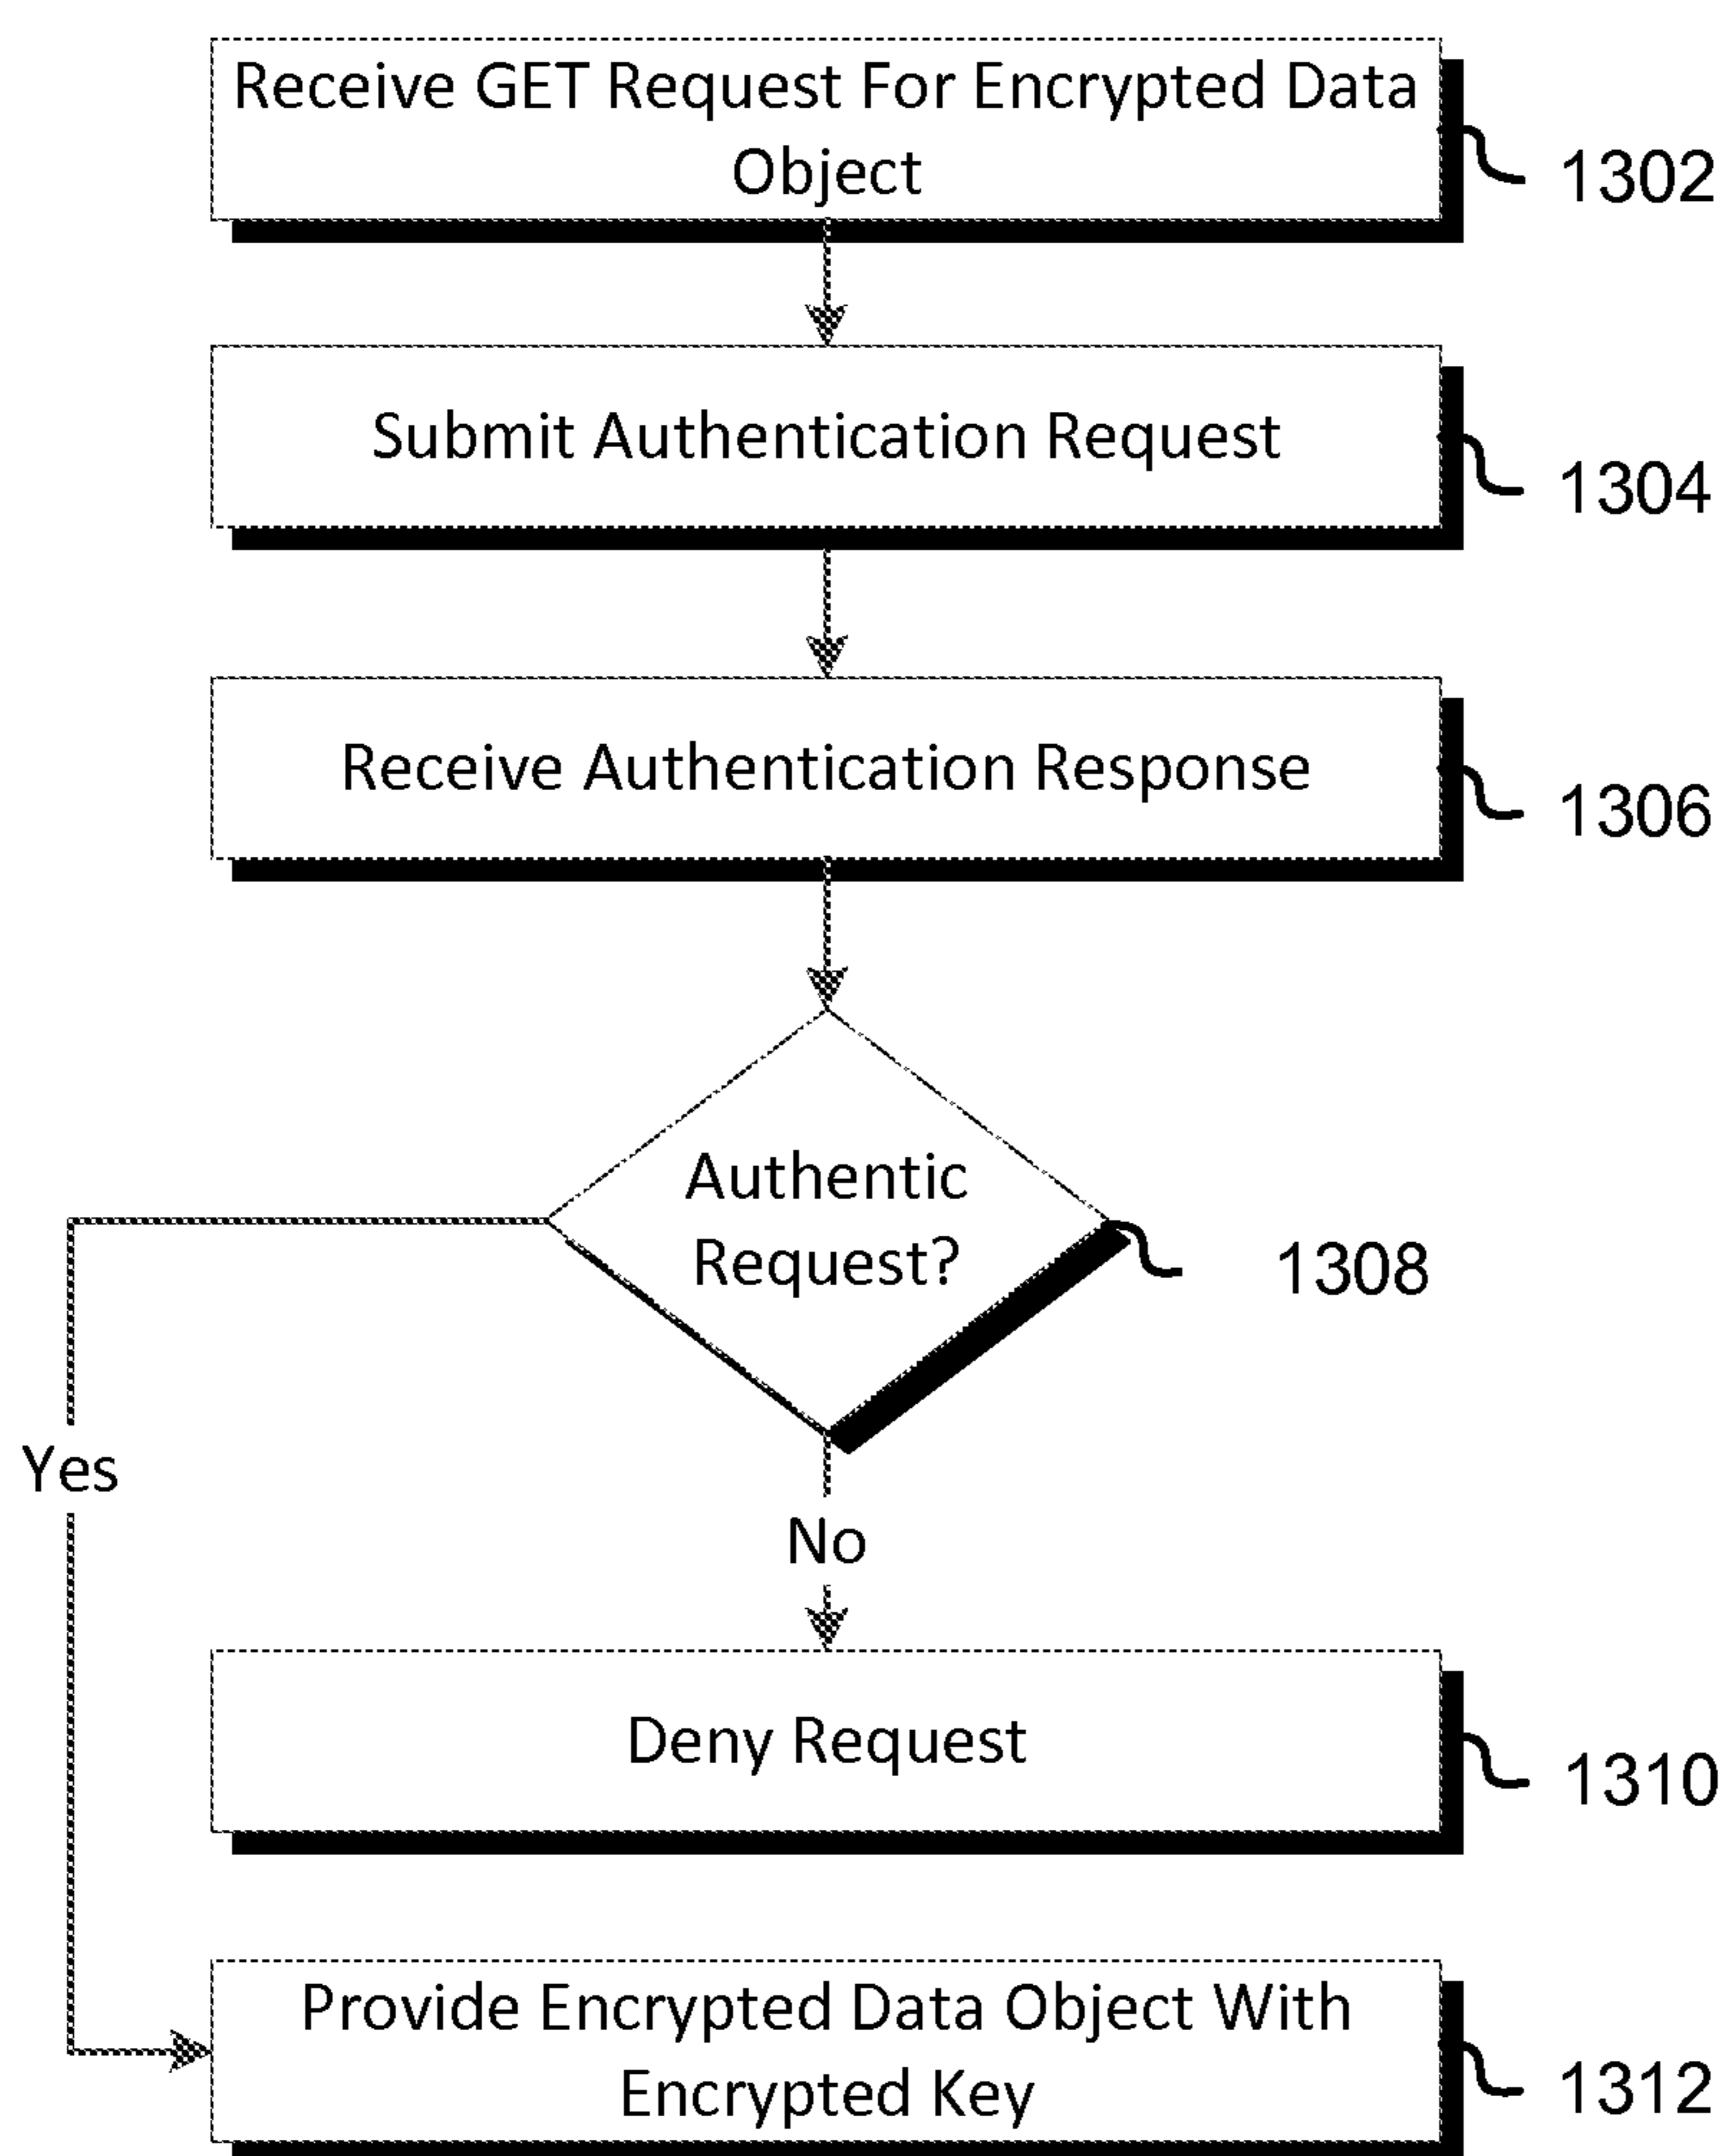 Receive GET Request For Encrypted Data
Object
1302
Submit Authentication Request
1304
Receive Authentication Response
1306
Authentic
Request?
1308
Yes
No
Deny Request
1310
Provide Encrypted Data Object With
Encrypted Key
1312